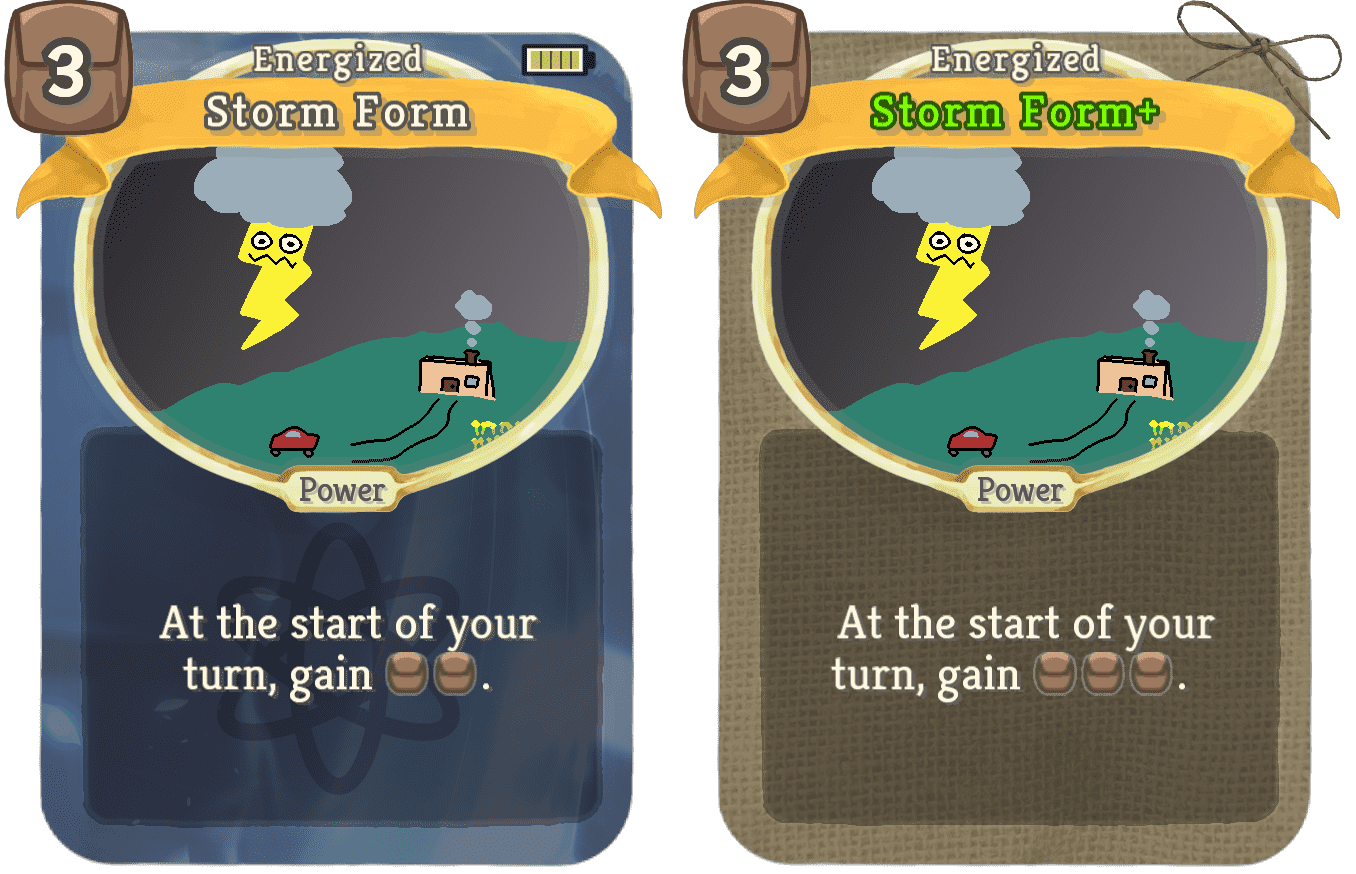 3
Energized
Storm Form
Power
At the start of your
turn, gain .
3
Energized
Storm Form+
Power
At the start of your
turn, gain .